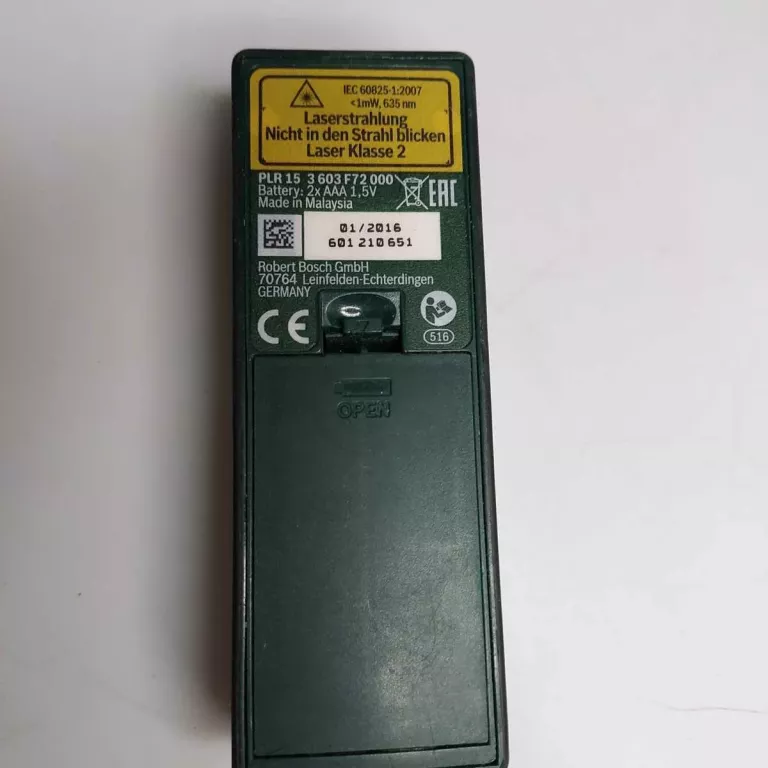 IEC 60825-1:2007
<1mW, 635 nm
Laserstrahlung
Nicht in den Strahl blicken
Laser Klasse 2
PLR 15 3 603 F72 000
Battery: 2x AAA 1,5V
Made in Malaysia
EAC
01/2016
601 210 651
Robert Bosch GmbH
70764 Leinfelden-Echterdingen
GERMANY
CE
516
OPEN